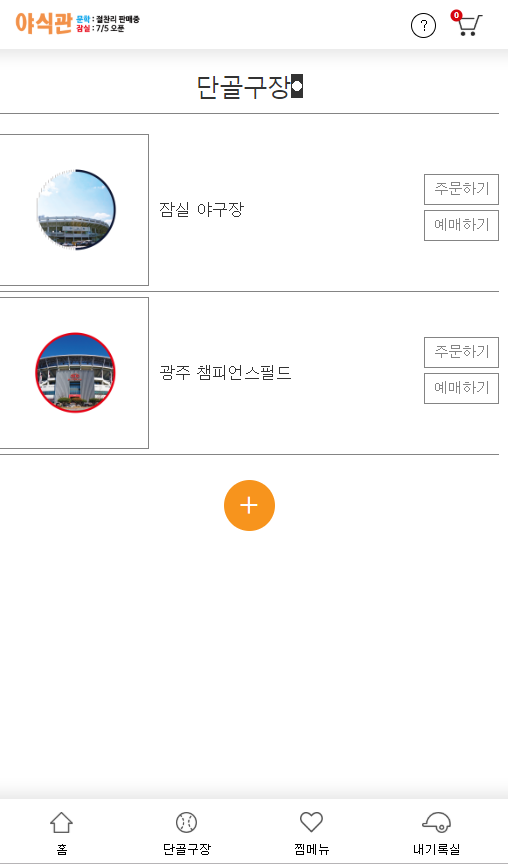 야식관
문학 : 절찬리 판매중
잠실 : 7/5 오픈
?
0
단골구장
잠실 야구장
주문하기
예매하기
광주 챔피언스필드
주문하기
예매하기
+
홈
단골구장
찜메뉴
내기록실